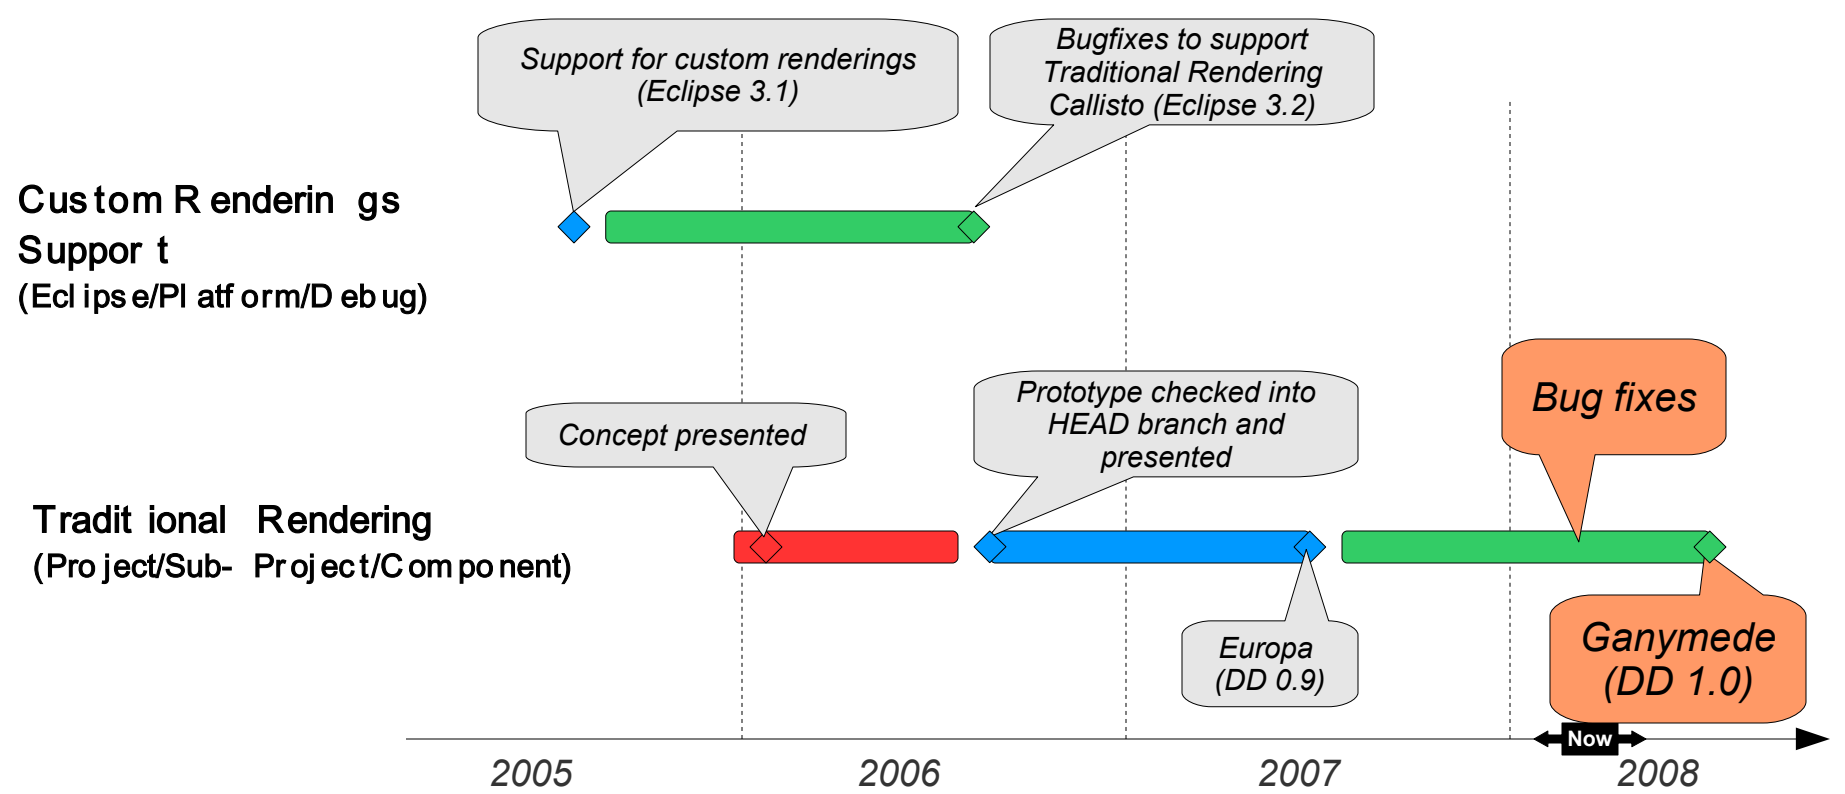 Support for custom renderings
(Eclipse 3.1)
Bugfixes to support
Traditional Rendering
Callisto (Eclipse 3.2)
Custom Renderings
Support
(Eclipse/Platform/Debug)
Bug fixes
Concept presented
Prototype checked into
HEAD branch and
presented
Traditional Rendering
(Project/Sub- Project/Component)
Europa
(DD 0.9)
Ganymede
(DD 1.0)
Now
2005
2006
2007
2008